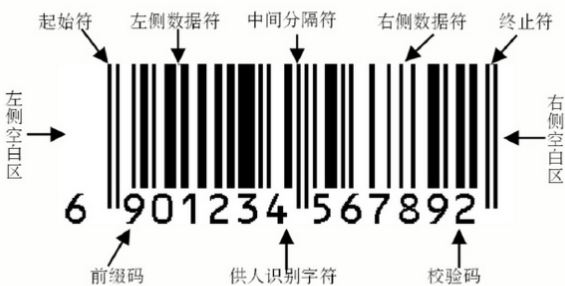 起始符 左侧数据符 中间分隔符 右侧数据符 终止符
左侧空白区
右侧空白区
6 901234 567892
前缀码 供人识别字符 校验码